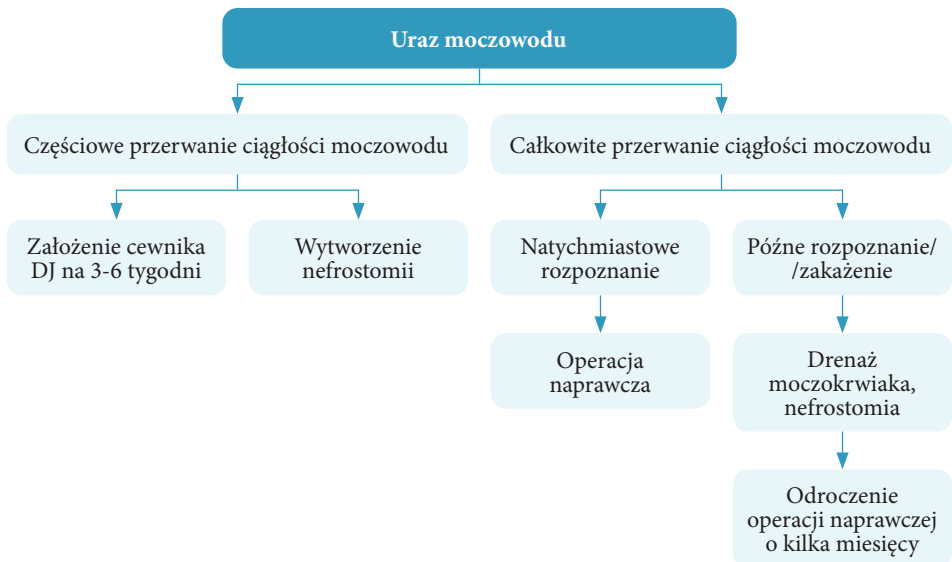 Uraz moczowodu
Częściowe przerwanie ciągłości moczowodu
Całkowite przerwanie ciągłości moczowodu
Założenie cewnika
DJ na 3-6 tygodni
Wytworzenie
nefrostomii
Natychmiastowe
rozpoznanie
Późne rozpoznanie/
/zakażenie
Operacja
naprawcza
Drenaż
moczokrwiaka,
nefrostomia
Odroczenie
operacji naprawczej
o kilka miesięcy